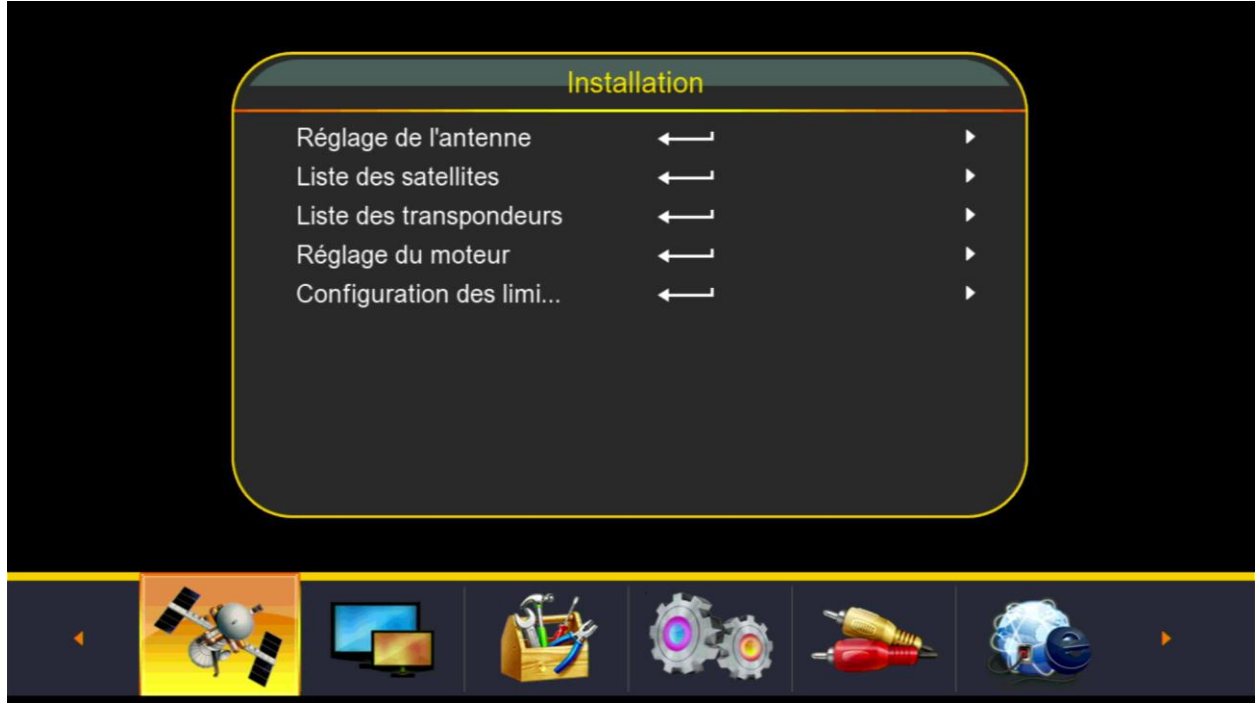 Installation
Réglage de l'antenne
Liste des satellites
Liste des transpondeurs
Réglage du moteur
Configuration des limi...